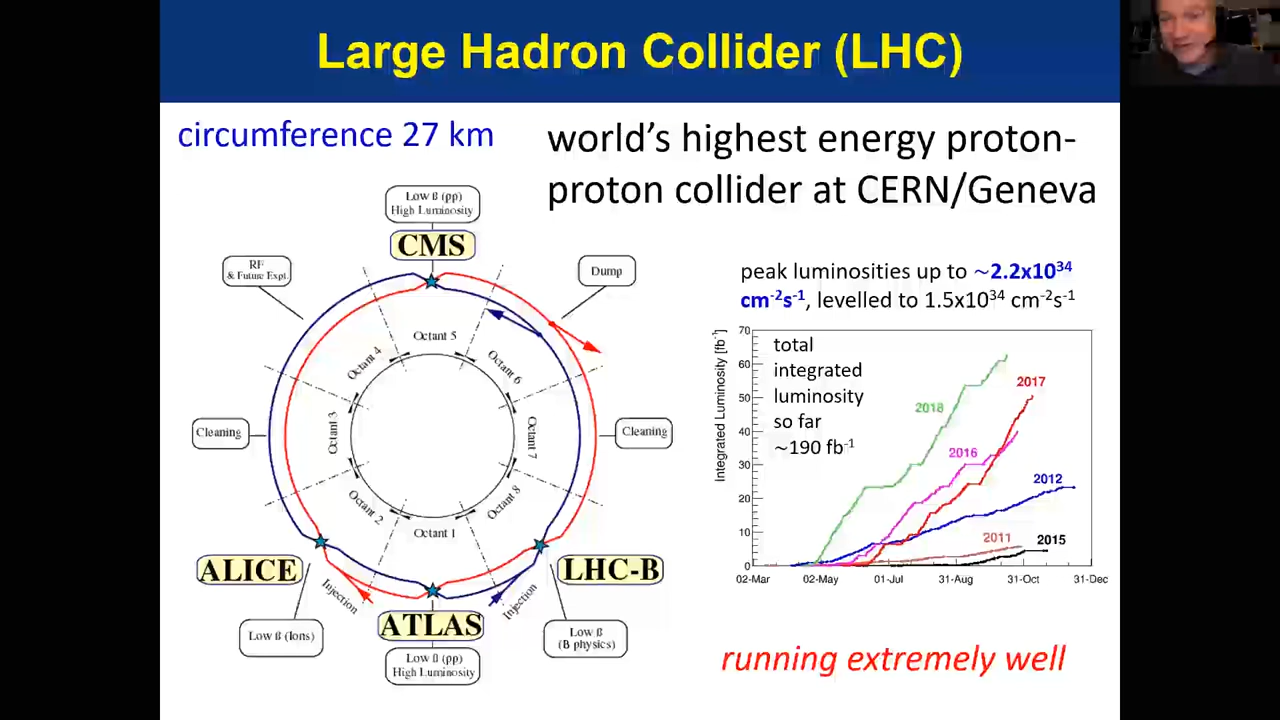 Large Hadron Collider (LHC)
circumference 27 km
world's highest energy proton-
proton collider at CERN/Geneva
Low ß (pp)
High Luminosity
CMS
RF
& Future Expt.
Dump
Octant 5
Octant 4
Octant 6
Cleaning
Octant 3
Octant 7
Cleaning
Octant 2
Octant 8
Octant 1
ALICE
LHC-B
Injection
Injection
ATLAS
Low ß (Ions)
Low ß
(B physics)
Low ß (pp)
High Luminosity
peak luminosities up to ~2.2x10³⁴
cm⁻²s⁻¹, levelled to 1.5x10³⁴ cm⁻²s⁻¹
Integrated Luminosity [fb⁻¹]
70
60
50
40
30
20
10
0
total
integrated
luminosity
so far
~190 fb⁻¹
2018
2017
2016
2012
2011
2015
02-Mar
02-May
01-Jul
31-Aug
31-Oct
31-Dec
running extremely well